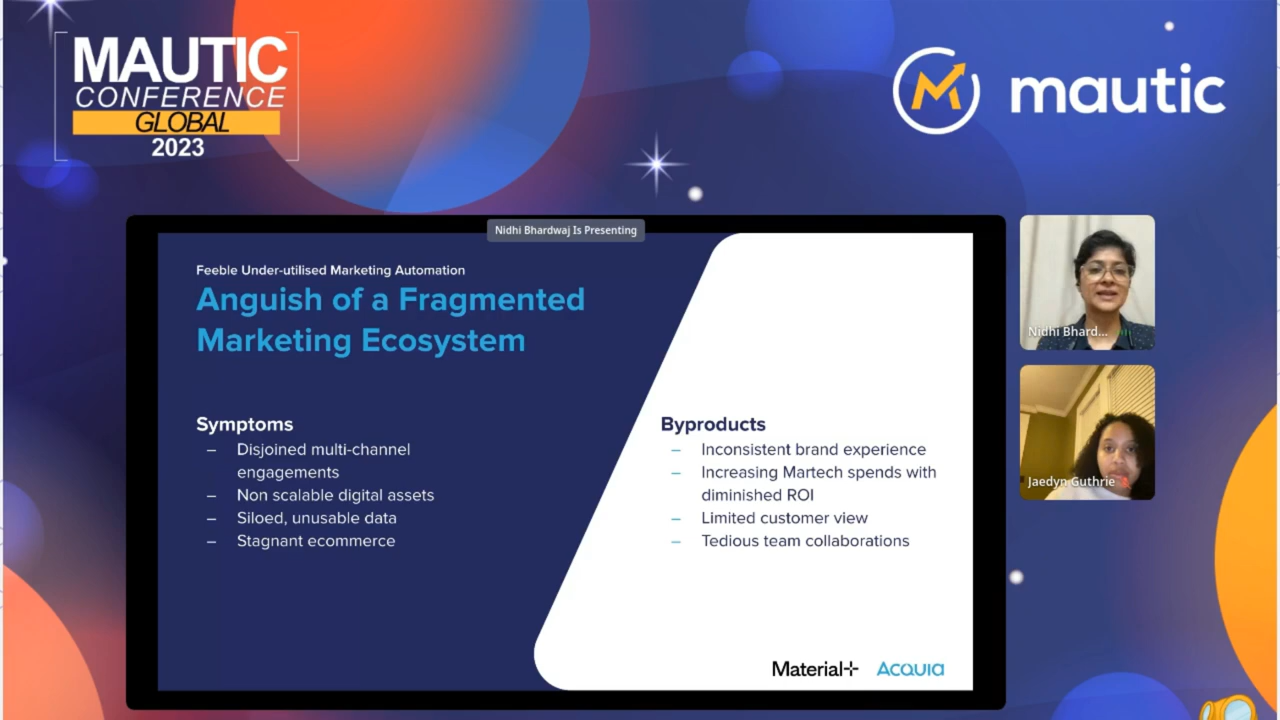 MAUTIC
CONFERENCE
GLOBAL
2023
mautic
Nidhi Bhardwaj Is Presenting
Feeble Under-utilised Marketing Automation
Anguish of a Fragmented
Marketing Ecosystem
Symptoms
– Disjoined multi-channel
engagements
– Non scalable digital assets
– Siloed, unusable data
– Stagnant ecommerce
Byproducts
– Inconsistent brand experience
– Increasing Martech spends with
diminished ROI
– Limited customer view
– Tedious team collaborations
Material+
Acquia
Nidhi Bhard...
Jaedyn Guthrie